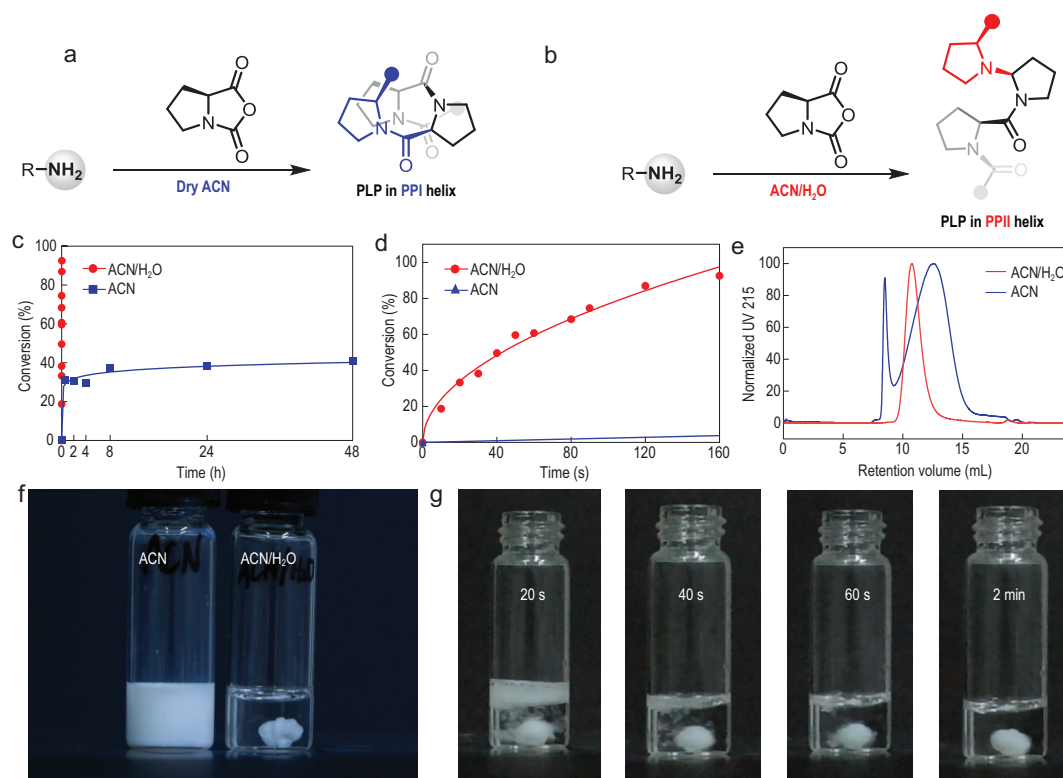 a
O
O
N
O
R–NH₂
Dry ACN
O
N
N
N
O
O
PLP in PPI helix
b
O
O
N
O
R–NH₂
ACN/H₂O
N
N
N
O
N
O
PLP in PPII helix
c
Conversion (%)
100
80
60
40
20
0
ACN/H₂O
ACN
0 2 4 8 24 48
Time (h)
d
Conversion (%)
100
80
60
40
20
0
ACN/H₂O
ACN
0 40 80 120 160
Time (s)
e
Normalized UV 215
100
80
60
40
20
0
ACN/H₂O
ACN
0 5 10 15 20
Retention volume (mL)
f
ACN
ACN
ACN/H₂O
g
20 s
40 s
60 s
2 min